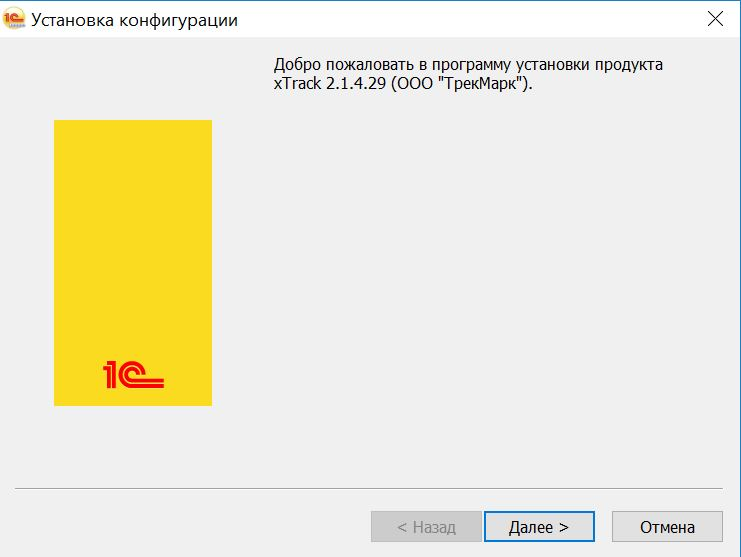 Установка конфигурации
Добро пожаловать в программу установки продукта
xTrack 2.1.4.29 (ООО "ТрекМарк").
1С
< Назад
Далее >
Отмена